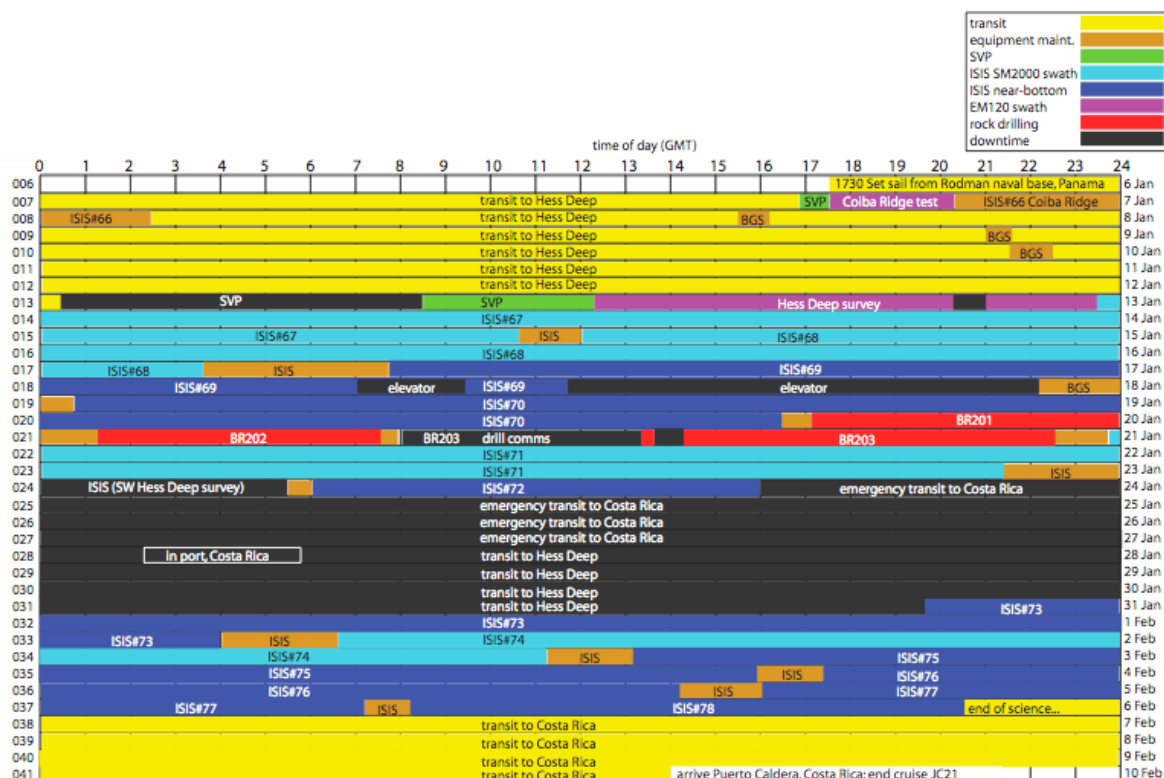 transit
equipment maint.
SVP
ISIS SM2000 swath
ISIS near-bottom
EM120 swath
rock drilling
downtime
time of day (GMT)
0 1 2 3 4 5 6 7 8 9 10 11 12 13 14 15 16 17 18 19 20 21 22 23 24
006 1730 Set sail from Rodman naval base, Panama 6 Jan
007 transit to Hess Deep SVP Coiba Ridge test ISIS#66 Coiba Ridge 7 Jan
008 ISIS#66 transit to Hess Deep BGS 8 Jan
009 transit to Hess Deep BGS 9 Jan
010 transit to Hess Deep BGS 10 Jan
011 transit to Hess Deep 11 Jan
012 transit to Hess Deep 12 Jan
013 SVP SVP Hess Deep survey 13 Jan
014 ISIS#67 14 Jan
015 ISIS#67 ISIS ISIS#68 15 Jan
016 ISIS#68 16 Jan
017 ISIS#68 ISIS ISIS#69 17 Jan
018 ISIS#69 elevator ISIS#69 elevator BGS 18 Jan
019 ISIS#70 19 Jan
020 ISIS#70 BR201 20 Jan
021 BR202 BR203 drill comms BR203 21 Jan
022 ISIS#71 22 Jan
023 ISIS#71 ISIS 23 Jan
024 ISIS (SW Hess Deep survey) ISIS#72 emergency transit to Costa Rica 24 Jan
025 emergency transit to Costa Rica 25 Jan
026 emergency transit to Costa Rica 26 Jan
027 emergency transit to Costa Rica 27 Jan
028 in port, Costa Rica transit to Hess Deep 28 Jan
029 transit to Hess Deep 29 Jan
030 transit to Hess Deep 30 Jan
031 transit to Hess Deep ISIS#73 31 Jan
032 ISIS#73 1 Feb
033 ISIS#73 ISIS ISIS#74 2 Feb
034 ISIS#74 ISIS ISIS#75 3 Feb
035 ISIS#75 ISIS ISIS#76 4 Feb
036 ISIS#76 ISIS ISIS#77 5 Feb
037 ISIS#77 ISIS ISIS#78 end of science... 6 Feb
038 transit to Costa Rica 7 Feb
039 transit to Costa Rica 8 Feb
040 transit to Costa Rica 9 Feb
041 transit to Costa Rica arrive Puerto Caldera, Costa Rica; end cruise JC21 10 Feb